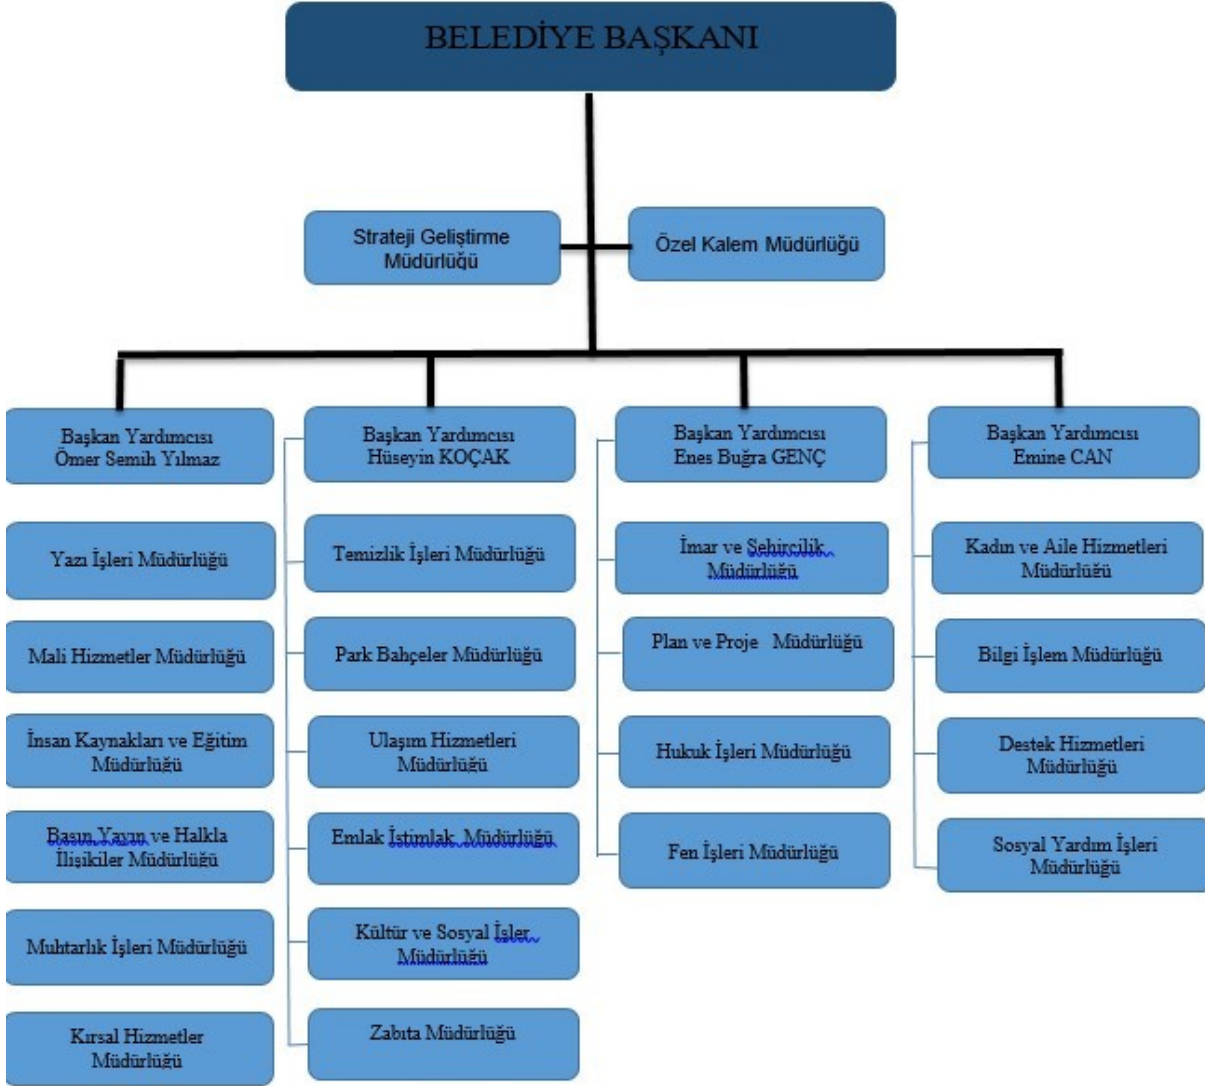 BELEDİYE BAŞKANI
Strateji Geliştirme
Müdürlüğü
Özel Kalem Müdürlüğü
Başkan Yardımcısı
Ömer Semih Yılmaz
Yazı İşleri Müdürlüğü
Mali Hizmetler Müdürlüğü
İnsan Kaynakları ve Eğitim
Müdürlüğü
Basın Yayın ve Halkla
İlişikiler Müdürlüğü
Muhtarlık İşleri Müdürlüğü
Kırsal Hizmetler
Müdürlüğü
Başkan Yardımcısı
Hüseyin KOÇAK
Temizlik İşleri Müdürlüğü
Park Bahçeler Müdürlüğü
Ulaşım Hizmetleri
Müdürlüğü
Emlak İstimlak Müdürlüğü
Kültür ve Sosyal İşler
Müdürlüğü
Zabıta Müdürlüğü
Başkan Yardımcısı
Enes Buğra GENÇ
İmar ve Şehircilik
Müdürlüğü
Plan ve Proje Müdürlüğü
Hukuk İşleri Müdürlüğü
Fen İşleri Müdürlüğü
Başkan Yardımcısı
Emine CAN
Kadın ve Aile Hizmetleri
Müdürlüğü
Bilgi İşlem Müdürlüğü
Destek Hizmetleri
Müdürlüğü
Sosyal Yardım İşleri
Müdürlüğü